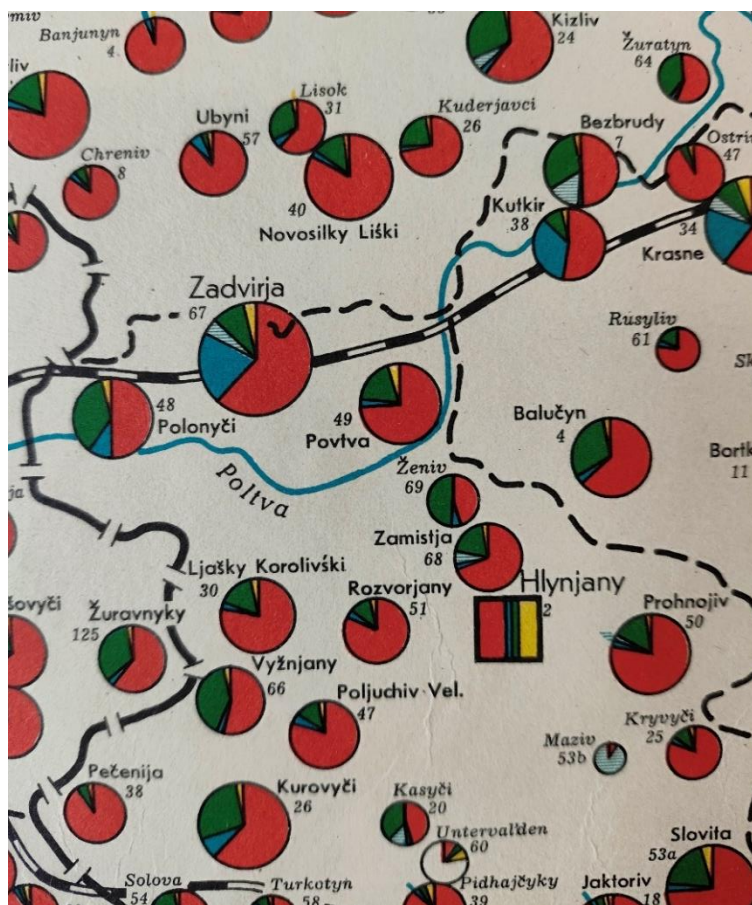 Banjunyn
4
Kizliv
24
Žuratyn
64
Lisok
31
Ubyni
57
Kuderjavci
26
Bezbrudy
7
Chreniv
8
47
40
Novosilky Liśki
Kutkir
38
34
Krasne
Zadvirja
67
Rusyliv
61
48
Polonyči
49
Povtva
Balučyn
4
11
Poltva
Ženiv
69
Zamistja
68
Ljašky Korolivśki
30
Hlynjany
2
Rozvorjany
51
Prohnojiv
50
Žuravnyky
125
Vyžnjany
66
Poljuchiv Vel.
47
Kryvyči
25
Maziv
53b
Pečenija
38
Kurovyči
26
Kasyči
20
Untervaľden
60
Slovita
53a
Solova
54
Turkotyn
58
Pidhajčyky
39
Jaktoriv
18